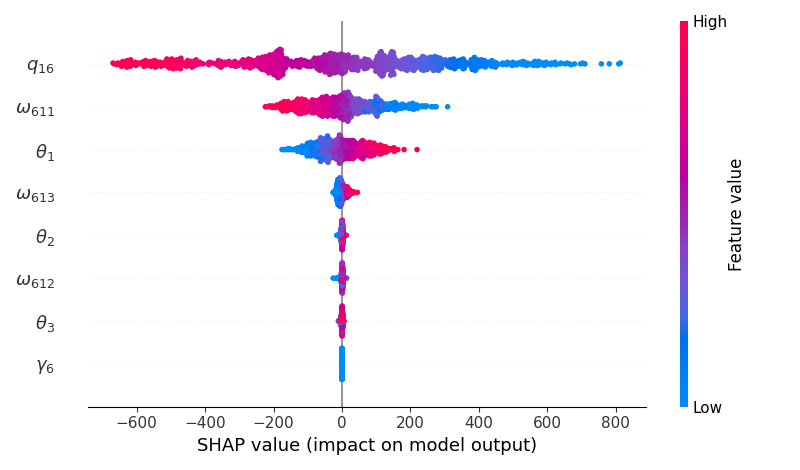 High
q₁₆
ω₆₁₁
θ₁
ω₆₁₃
θ₂
ω₆₁₂
θ₃
γ₆
Feature value
Low
−600 −400 −200 0 200 400 600 800
SHAP value (impact on model output)